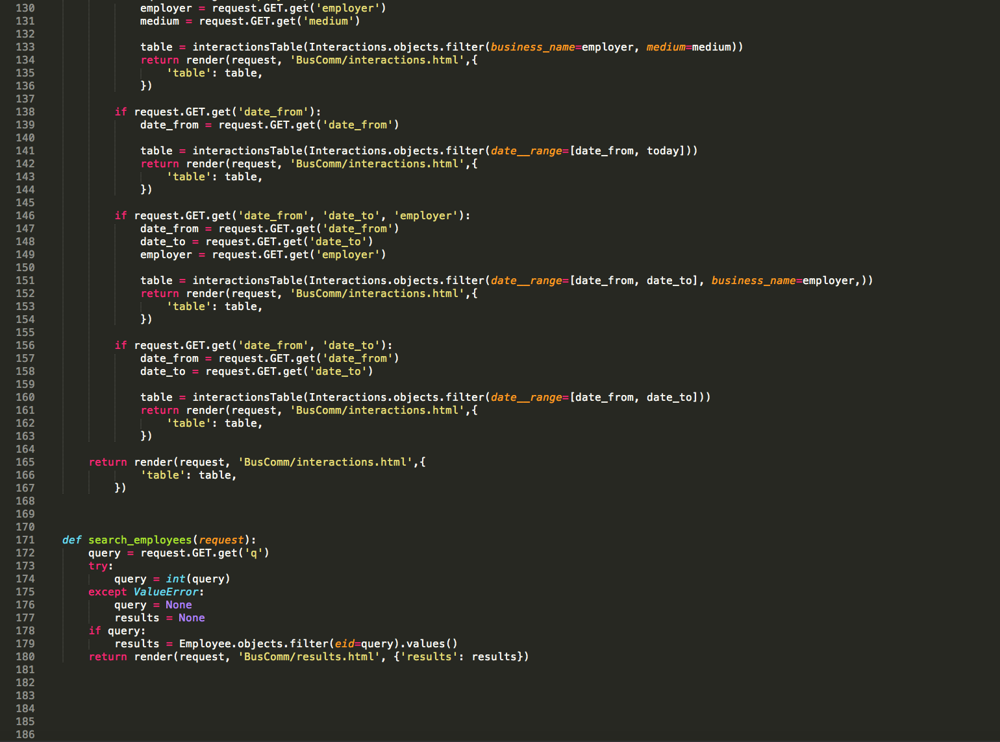 130 employer = request.GET.get('employer')
131 medium = request.GET.get('medium')
132
133 table = interactionsTable(Interactions.objects.filter(business_name=employer, medium=medium))
134 return render(request, 'BusComm/interactions.html',{
135 'table': table,
136 })
137
138 if request.GET.get('date_from'):
139 date_from = request.GET.get('date_from')
140
141 table = interactionsTable(Interactions.objects.filter(date__range=[date_from, today]))
142 return render(request, 'BusComm/interactions.html',{
143 'table': table,
144 })
145
146 if request.GET.get('date_from', 'date_to', 'employer'):
147 date_from = request.GET.get('date_from')
148 date_to = request.GET.get('date_to')
149 employer = request.GET.get('employer')
150
151 table = interactionsTable(Interactions.objects.filter(date__range=[date_from, date_to], business_name=employer,))
152 return render(request, 'BusComm/interactions.html',{
153 'table': table,
154 })
155
156 if request.GET.get('date_from', 'date_to'):
157 date_from = request.GET.get('date_from')
158 date_to = request.GET.get('date_to')
159
160 table = interactionsTable(Interactions.objects.filter(date__range=[date_from, date_to]))
161 return render(request, 'BusComm/interactions.html',{
162 'table': table,
163 })
164
165 return render(request, 'BusComm/interactions.html',{
166 'table': table,
167 })
168
169
170
171 def search_employees(request):
172 query = request.GET.get('q')
173 try:
174 query = int(query)
175 except ValueError:
176 query = None
177 results = None
178 if query:
179 results = Employee.objects.filter(eid=query).values()
180 return render(request, 'BusComm/results.html', {'results': results})
181
182
183
184
185
186